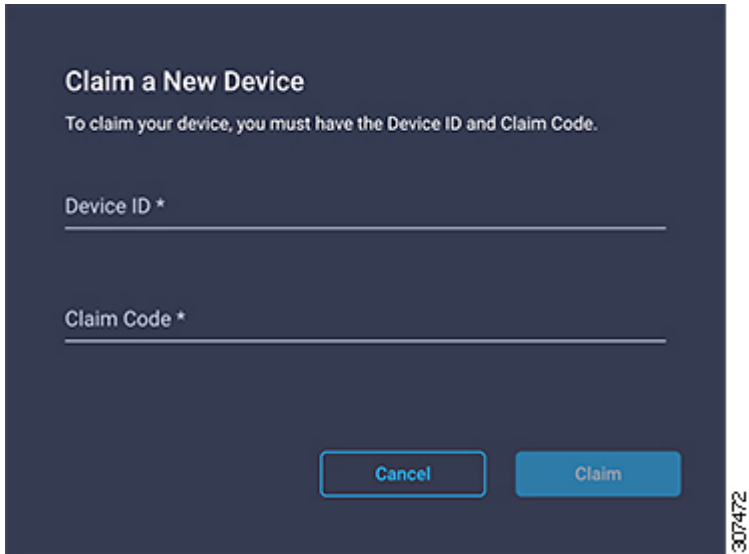 Claim a New Device
To claim your device, you must have the Device ID and Claim Code.
Device ID *
Claim Code *
Cancel
Claim
307472